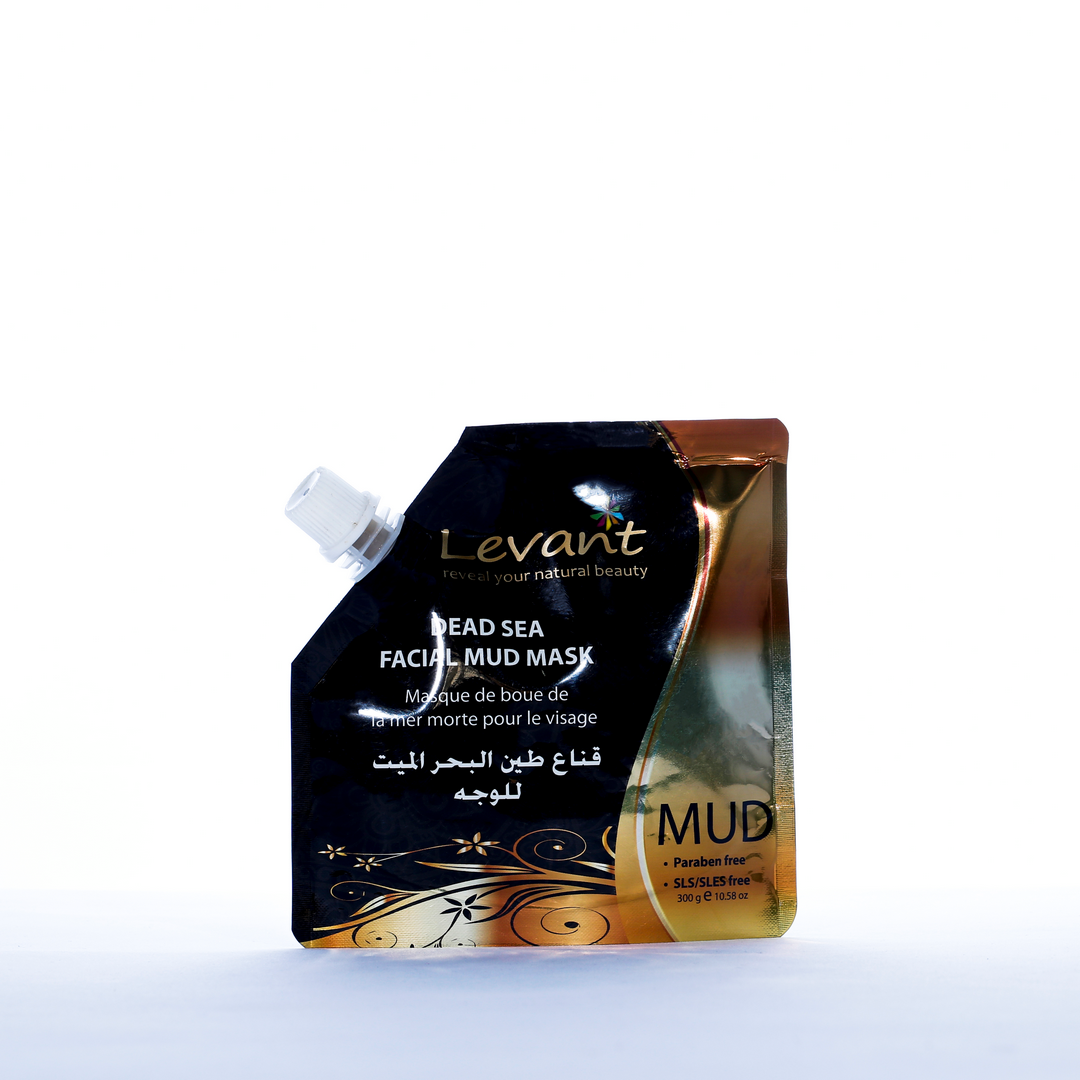 Levant
reveal your natural beauty
DEAD SEA
FACIAL MUD MASK
Masque de boue de
la mer morte pour le visage
قناع طين البحر الميت
للوجه
MUD
• Paraben free
• SLS/SLES free
300 g e 10.58 oz